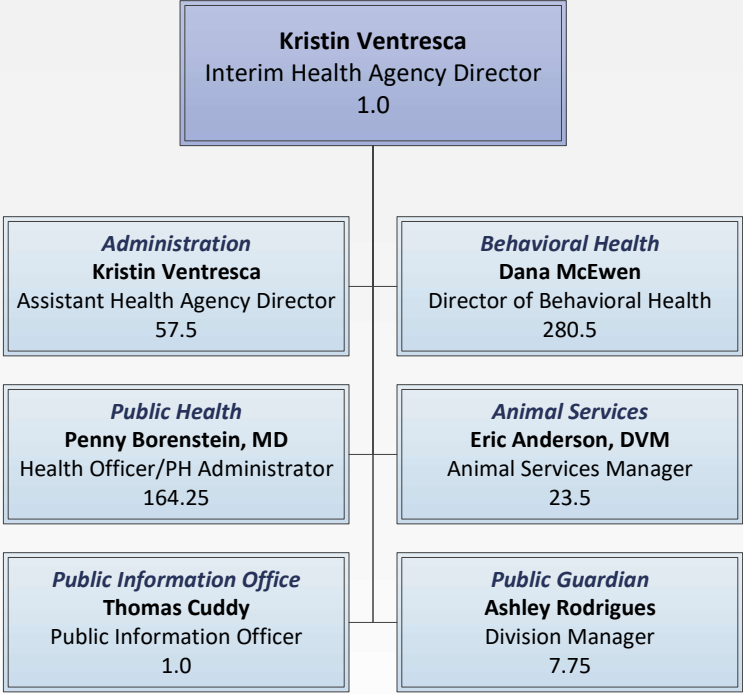 Kristin Ventresca
Interim Health Agency Director
1.0
Administration
Kristin Ventresca
Assistant Health Agency Director
57.5
Behavioral Health
Dana McEwen
Director of Behavioral Health
280.5
Public Health
Penny Borenstein, MD
Health Officer/PH Administrator
164.25
Animal Services
Eric Anderson, DVM
Animal Services Manager
23.5
Public Information Office
Thomas Cuddy
Public Information Officer
1.0
Public Guardian
Ashley Rodrigues
Division Manager
7.75